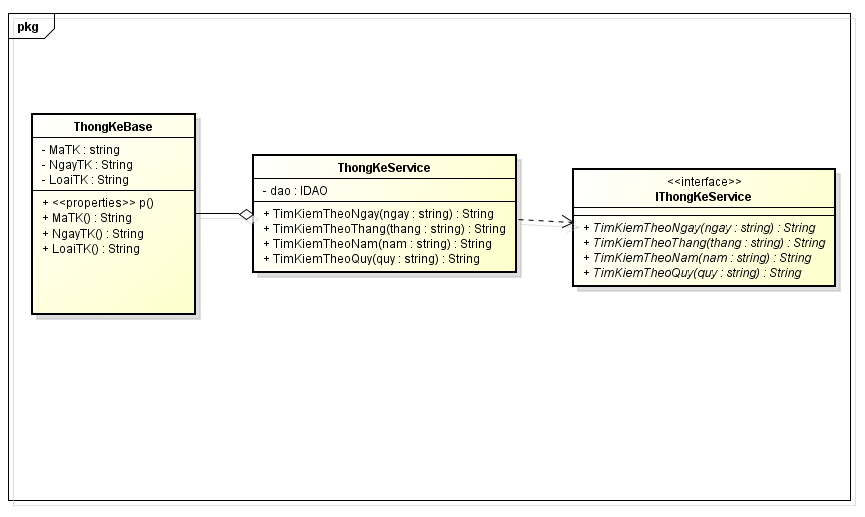 pkg
ThongKeBase
- MaTK : string
- NgayTK : String
- LoaiTK : String
+ <<properties>> p()
+ MaTK() : String
+ NgayTK() : String
+ LoaiTK() : String
ThongKeService
- dao : IDAO
+ TimKiemTheoNgay(ngay : string) : String
+ TimKiemTheoThang(thang : string) : String
+ TimKiemTheoNam(nam : string) : String
+ TimKiemTheoQuy(quy : string) : String
<<interface>>
IThongKeService
+ TimKiemTheoNgay(ngay : string) : String
+ TimKiemTheoThang(thang : string) : String
+ TimKiemTheoNam(nam : string) : String
+ TimKiemTheoQuy(quy : string) : String